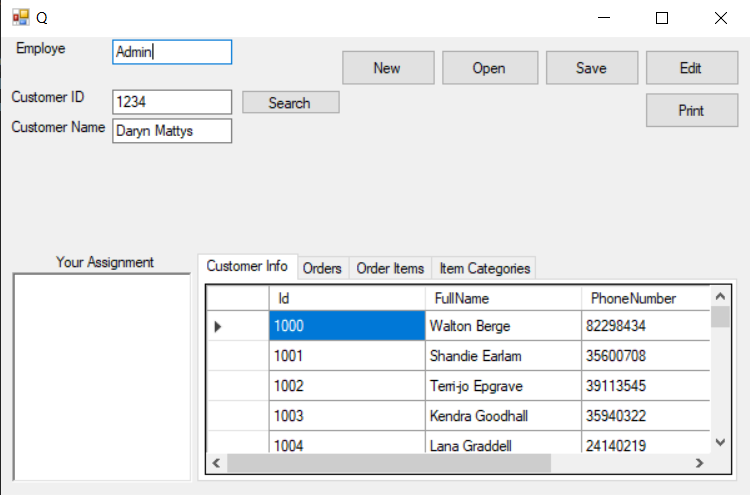 Q
Employe Admin
New Open Save Edit
Customer ID 1234 Search
Print
Customer Name Daryn Mattys
Your Assignment
Customer Info Orders Order Items Item Categories
Id FullName PhoneNumber
1000 Walton Berge 82298434
1001 Shandie Earlam 35600708
1002 Terri-jo Epgrave 39113545
1003 Kendra Goodhall 35940322
1004 Lana Graddell 24140219